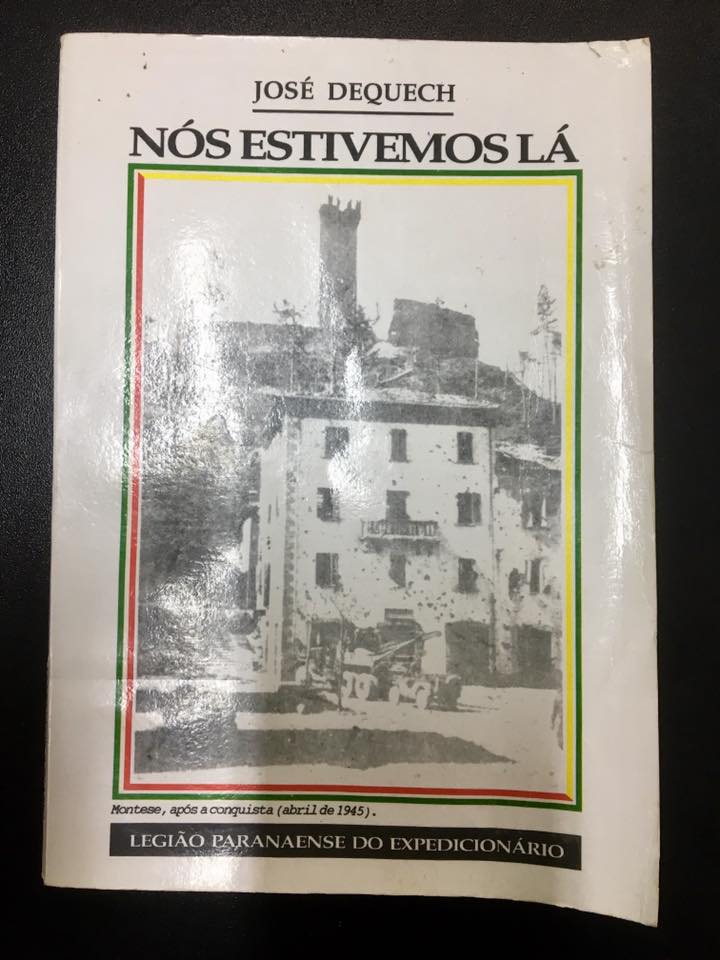 JOSÉ DEQUECH
NÓS ESTIVEMOS LÁ
Montese, após a conquista (abril de 1945).
LEGIÃO PARANAENSE DO EXPEDICIONÁRIO